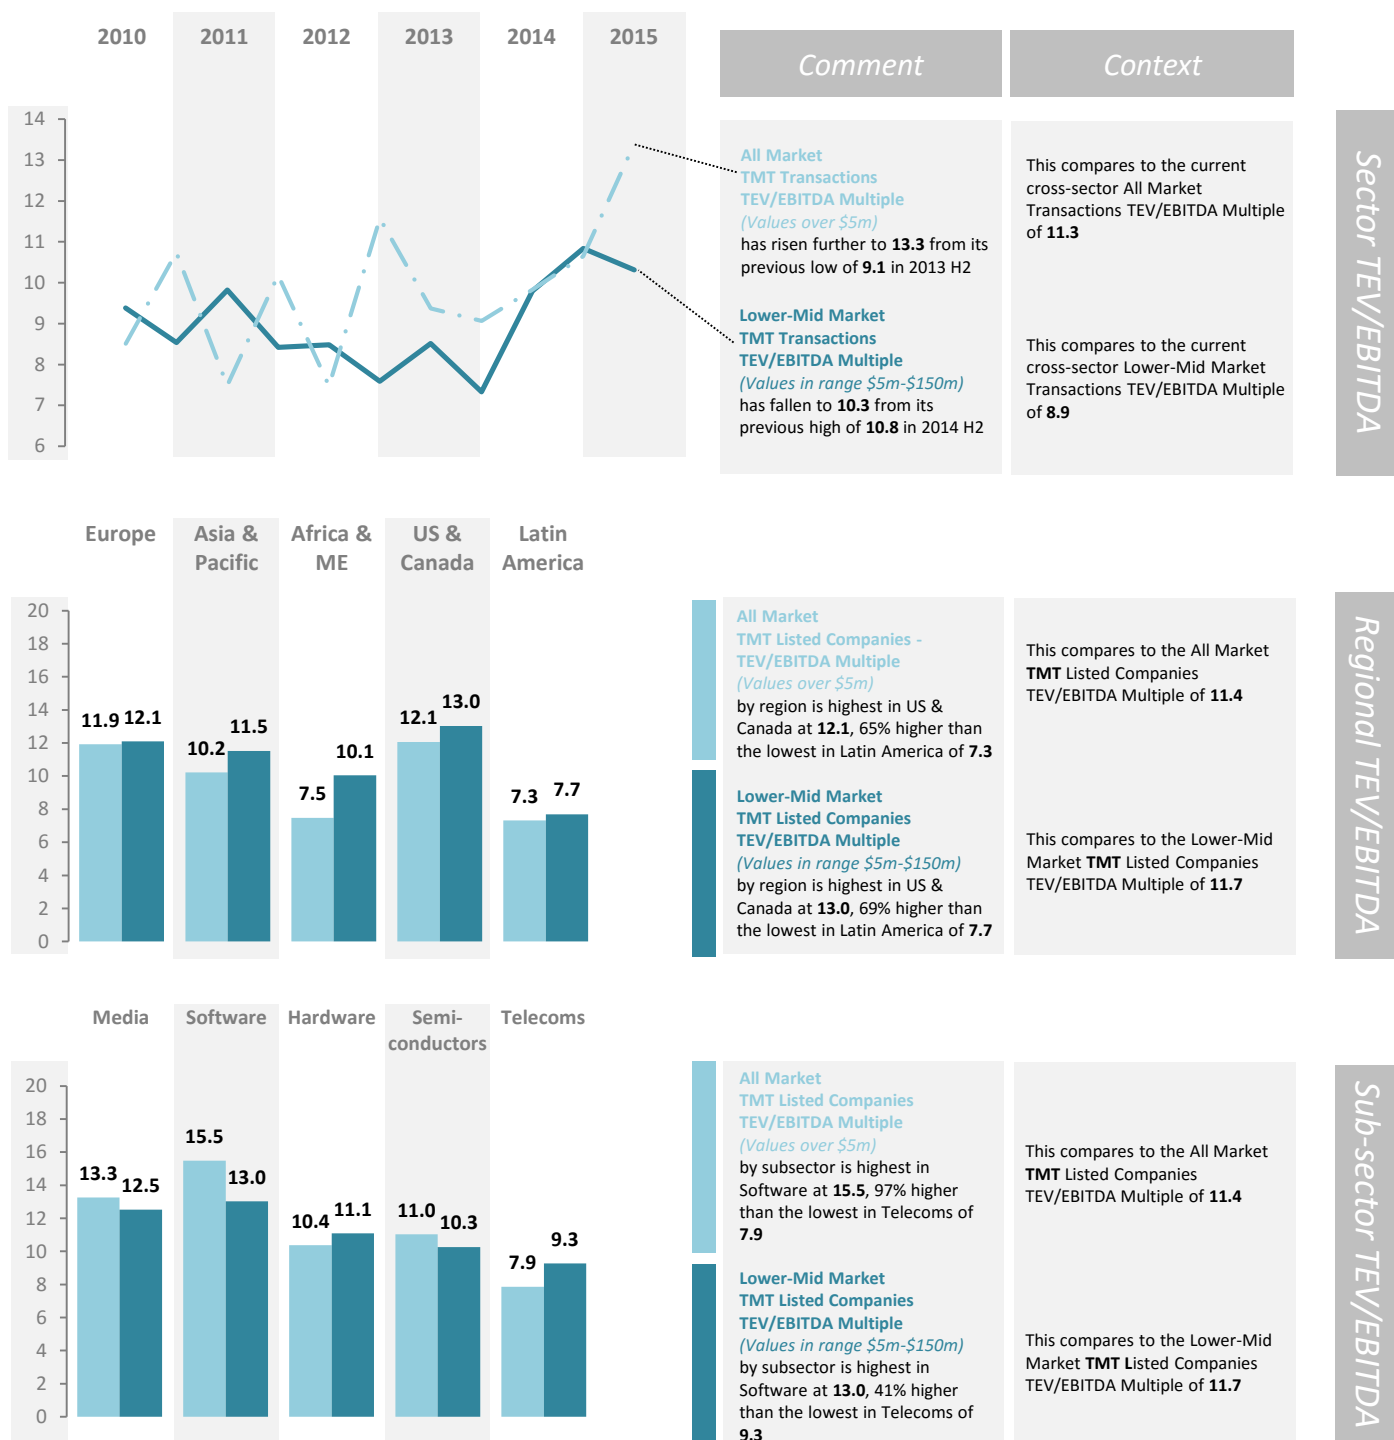 2010 2011 2012 2013 2014 2015
Comment
Context
14
13
12
11
10
9
8
7
6
All Market
TMT Transactions
TEV/EBITDA Multiple
(Values over $5m)
has risen further to 13.3 from its
previous low of 9.1 in 2013 H2
Lower-Mid Market
TMT Transactions
TEV/EBITDA Multiple
(Values in range $5m-$150m)
has fallen to 10.3 from its
previous high of 10.8 in 2014 H2
This compares to the current
cross-sector All Market
Transactions TEV/EBITDA Multiple
of 11.3
This compares to the current
cross-sector Lower-Mid Market
Transactions TEV/EBITDA Multiple
of 8.9
Sector TEV/EBITDA
Europe Asia & Africa & US & Latin
Pacific ME Canada America
20
18
16
14
12
10
8
6
4
2
0
11.9 12.1
10.2 11.5
7.5 10.1
12.1 13.0
7.3 7.7
All Market
TMT Listed Companies -
TEV/EBITDA Multiple
(Values over $5m)
by region is highest in US &
Canada at 12.1, 65% higher than
the lowest in Latin America of 7.3
Lower-Mid Market
TMT Listed Companies
TEV/EBITDA Multiple
(Values in range $5m-$150m)
by region is highest in US &
Canada at 13.0, 69% higher than
the lowest in Latin America of 7.7
This compares to the All Market
TMT Listed Companies
TEV/EBITDA Multiple of 11.4
This compares to the Lower-Mid
Market TMT Listed Companies
TEV/EBITDA Multiple of 11.7
Regional TEV/EBITDA
Media Software Hardware Semi- Telecoms
conductors
20
18
16
14
12
10
8
6
4
2
0
13.3 12.5
15.5 13.0
10.4 11.1
11.0 10.3
7.9 9.3
All Market
TMT Listed Companies
TEV/EBITDA Multiple
(Values over $5m)
by subsector is highest in
Software at 15.5, 97% higher
than the lowest in Telecoms of
7.9
Lower-Mid Market
TMT Listed Companies
TEV/EBITDA Multiple
(Values in range $5m-$150m)
by subsector is highest in
Software at 13.0, 41% higher
than the lowest in Telecoms of
9.3
This compares to the All Market
TMT Listed Companies
TEV/EBITDA Multiple of 11.4
This compares to the Lower-Mid
Market TMT Listed Companies
TEV/EBITDA Multiple of 11.7
Sub-sector TEV/EBITDA